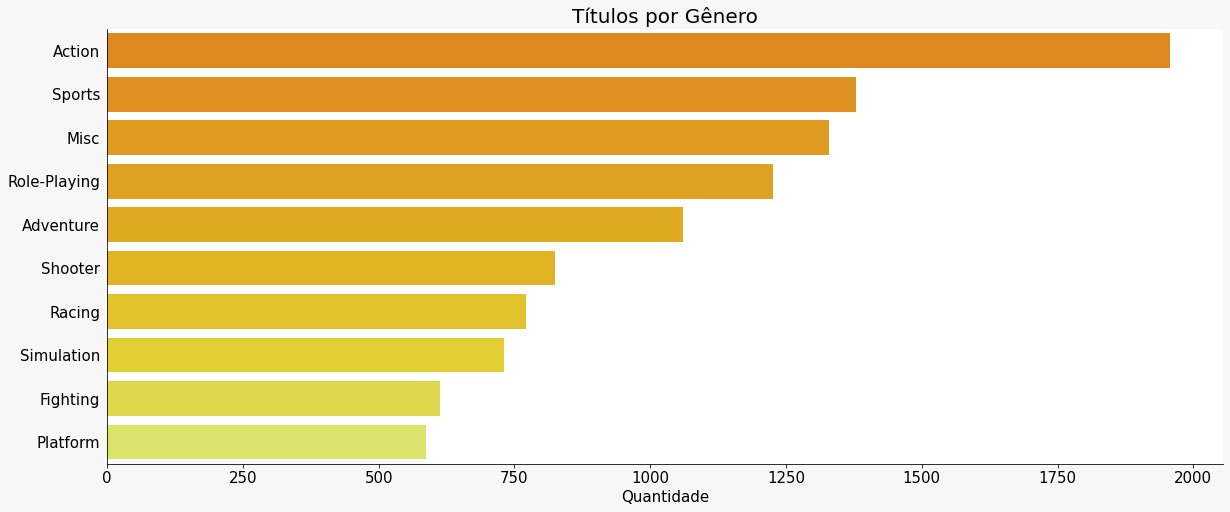 Títulos por Gênero
Action
Sports
Misc
Role-Playing
Adventure
Shooter
Racing
Simulation
Fighting
Platform
0 250 500 750 1000 1250 1500 1750 2000
Quantidade